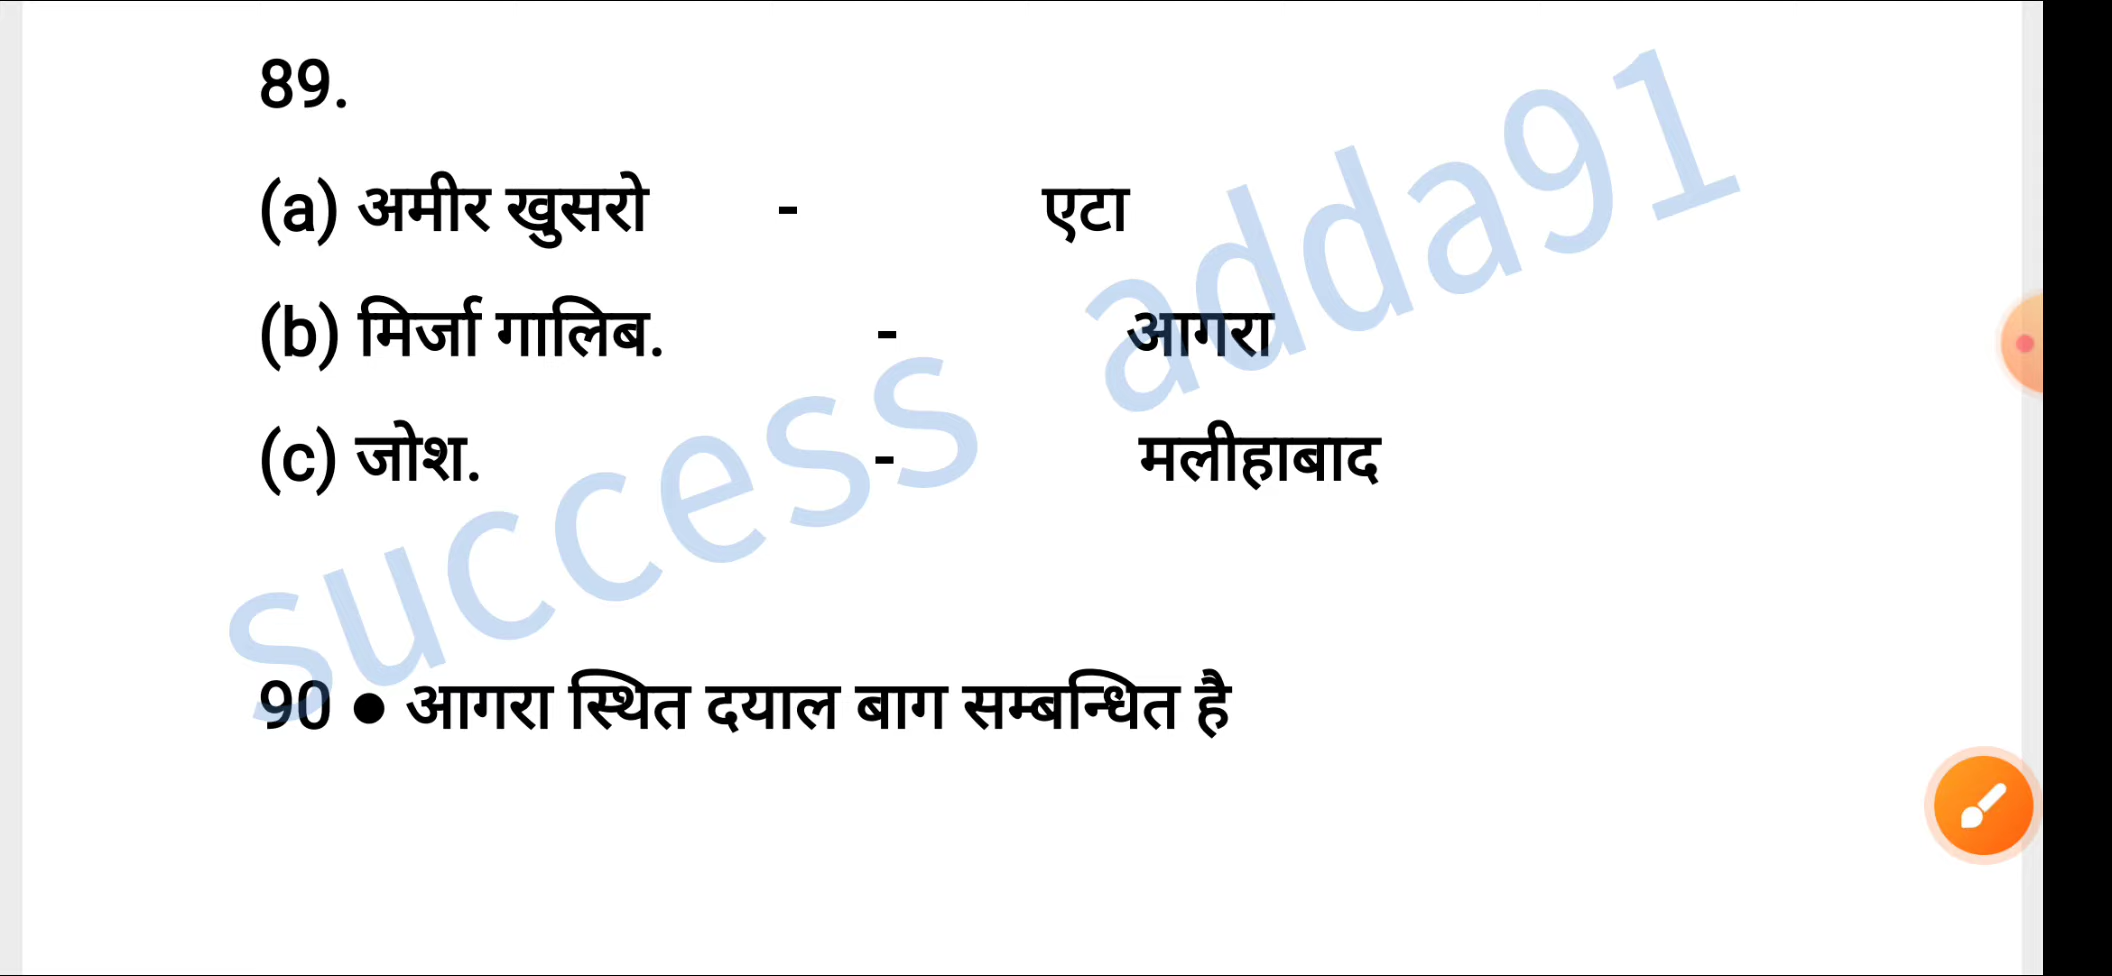 89.
(a) अमीर खुसरो - एटा
(b) मिर्जा गालिब. - आगरा
(c) जोश. - मलीहाबाद
success adda91
90 ● आगरा स्थित दयाल बाग सम्बन्धित है